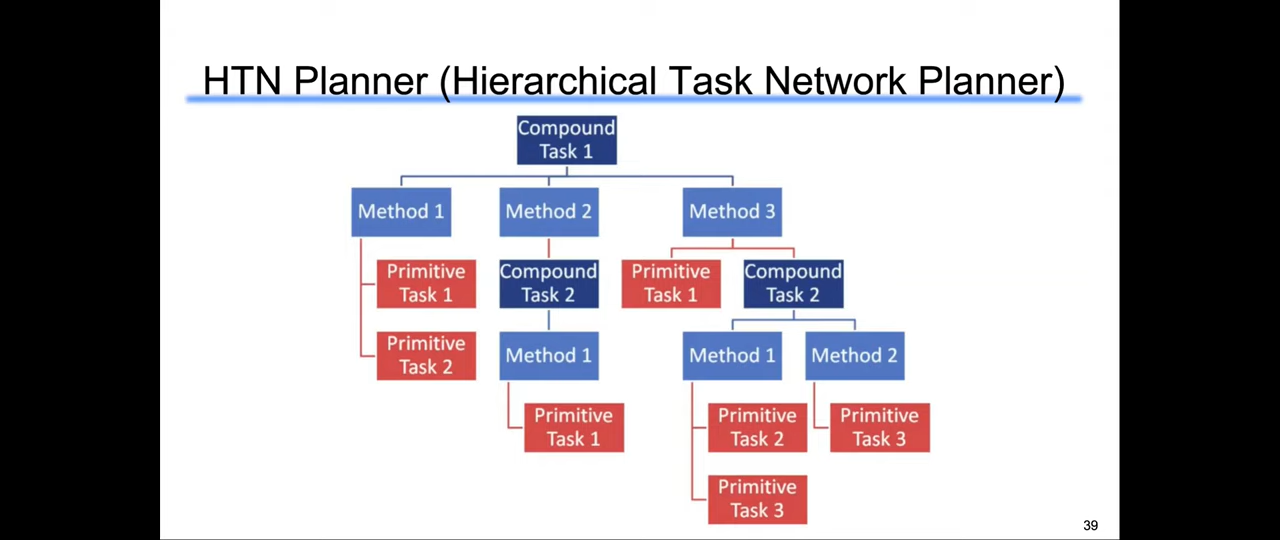 HTN Planner (Hierarchical Task Network Planner)
Compound
Task 1
Method 1
Method 2
Method 3
Primitive
Task 1
Compound
Task 2
Primitive
Task 1
Compound
Task 2
Primitive
Task 2
Method 1
Method 1
Method 2
Primitive
Task 1
Primitive
Task 2
Primitive
Task 3
Primitive
Task 3
39